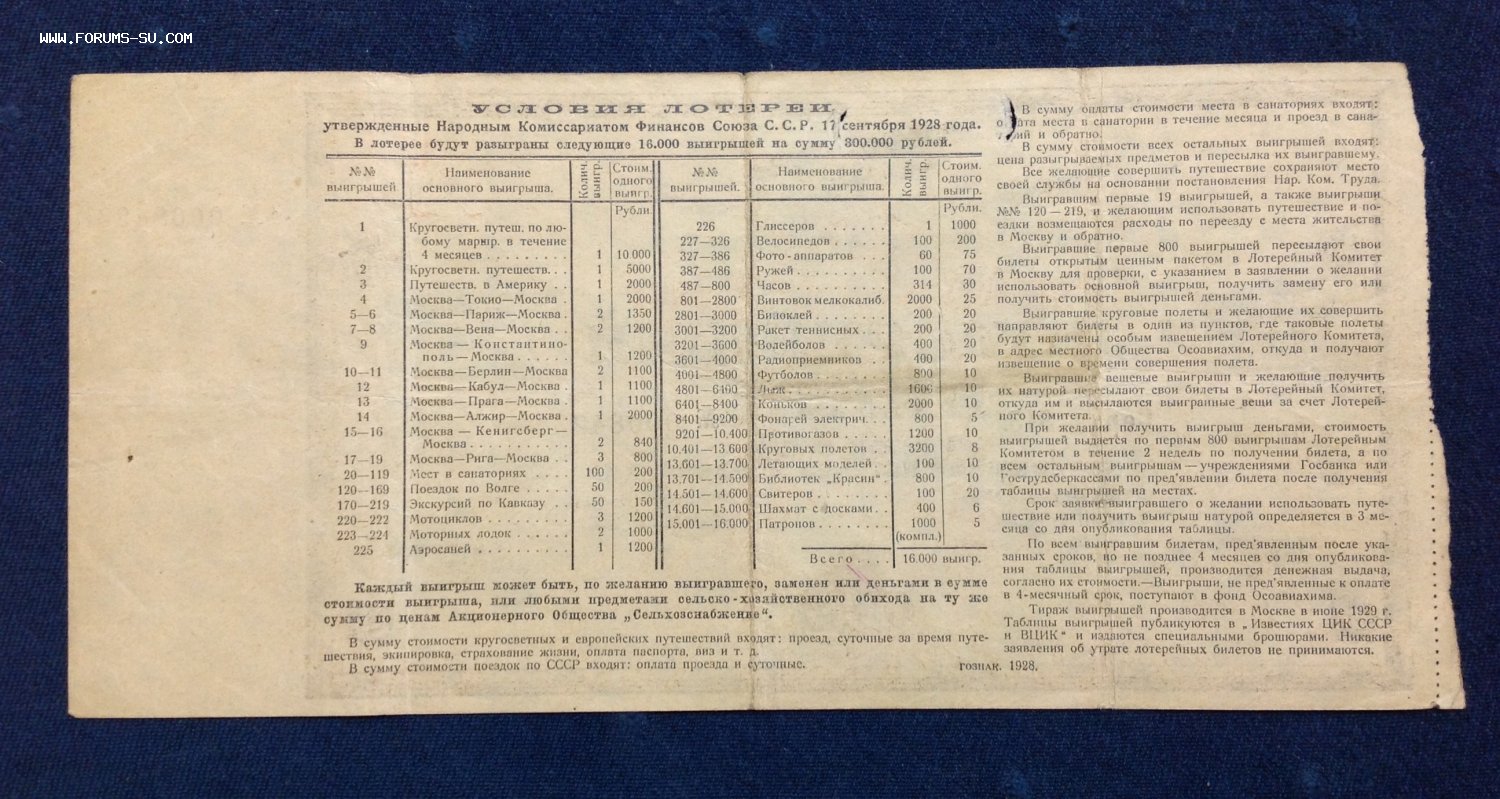 WWW.FORUMS-SU.COM
УСЛОВИЯ ЛОТЕРЕИ,
утвержденные Народным Комиссариатом Финансов Союза С. С. Р. 17 сентября 1928 года.
В лотерее будут разыграны следующие 16.000 выигрышей на сумму 300.000 рублей.
№№ выигрышей Наименование основного выигрыша. Колич. выигр. Стоим. одного выигр.
Рубли.
1 Кругосветн. путеш. по лю-
бому маршр. в течение
4 месяцев . . . . . . . . . 1 10 000
2 Кругосветн. путешеств. . . 1 5000
3 Путешеств. в Америку . . 1 2000
4 Москва—Токио—Москва . 1 2000
5—6 Москва—Париж—Москва . 2 1350
7—8 Москва—Вена—Москва . . 2 1200
9 Москва — Константино-
поль — Москва . . . . . . 1 1200
10—11 Москва—Берлин—Москва 2 1100
12 Москва—Кабул—Москва . 1 1100
13 Москва—Прага—Москва . 1 1100
14 Москва—Алжир—Москва . 1 2000
15—16 Москва — Кенигсберг —
Москва . . . . . . . . . . . 2 840
17—19 Москва—Рига—Москва . . 3 800
20—119 Мест в санаториях . . . . 100 200
120—169 Поездок по Волге . . . . . 50 200
170—219 Экскурсий по Кавказу . . 50 150
220—222 Мотоциклов . . . . . . . . . 3 1200
223—224 Моторных лодок . . . . . . 2 1000
225 Аэросаней . . . . . . . . . . 1 1200
№№ выигрышей. Наименование основного выигрыша. Колич. выигр. Стоим. одного выигр.
Рубли.
226 Глиссеров . . . . . . . 1 1000
227—326 Велосипедов . . . . . . 100 200
327—386 Фото-аппаратов . . . 60 75
387—486 Ружей . . . . . . . . . . 100 70
487—800 Часов . . . . . . . . . . 314 30
801—2800 Винтовок мелкокалиб. 2000 25
2801—3000 Биноклей . . . . . . . . 200 20
3001—3200 Ракет теннисных . . . 200 20
3201—3600 Волейболов . . . . . . 400 20
3601—4000 Радиоприемников . . 400 20
4001—4800 Футболов . . . . . . . . 800 10
4801—6400 Лыж . . . . . . . . . . . 1600 10
6401—8400 Коньков . . . . . . . . 2000 10
8401—9200 Фонарей электрич. . . 800 5
9201—10.400 Противогазов . . . . . 1200 10
10.401—13 600 Круговых полетов . . 3200 8
13.601—13.700 Летающих моделей . . 100 10
13.701—14.500 Библиотек „Красин“ . 800 10
14.501—14.600 Свитеров . . . . . . . . 100 20
14.601—15.000 Шахмат с досками . . 400 6
15.001—16.000 Патронов . . . . . . . . 1000 5
(компл.)
Всего . . . . 16.000 выигр.
Каждый выигрыш может быть, по желанию выигравшего, заменен или деньгами в сумме
стоимости выигрыша, или любыми предметами сельско-хозяйственного обихода на ту же
сумму по ценам Акционерного Общества „Сельхозснабжение“.
В сумму стоимости кругосветных и европейских путешествий входят: проезд, суточные за время путе-
шествия, экипировка, страхование жизни, оплата паспорта, виз и т. д.
В сумму стоимости поездок по СССР входят: оплата проезда и суточные.
В сумму оплаты стоимости места в санаториях входят:
места в санатории в течение месяца и проезд в сана-
и обратно.
В сумму стоимости всех остальных выигрышей входят:
цена разыгрываемых предметов и пересылка их выигравшему.
Все желающие совершить путешествие сохраняют место
своей службы на основании постановления Нар. Ком. Труда.
Выигравшим первые 19 выигрышей, а также выигрыши
№№ 120—219, и желающим использовать путешествие и по-
ездки возмещаются расходы по переезду с места жительства
в Москву и обратно.
Выигравшие первые 800 выигрышей пересылают свои
билеты открытым ценным пакетом в Лотерейный Комитет
в Москву для проверки, с указанием в заявлении о желании
использовать основной выигрыш, получить замену его или
получить стоимость выигрышей деньгами.
Выигравшие круговые полеты и желающие их совершить
направляют билеты в один из пунктов, где таковые полеты
будут назначены особым извещением Лотерейного Комитета,
в адрес местного Общества Осоавиахим, откуда и получают
извещение о времени совершения полета.
Выигравшие вещевые выигрыши и желающие получить
их натурой пересылают свои билеты в Лотерейный Комитет,
откуда им и высылаются выигранные вещи за счет Лотерей-
ного Комитета.
При желании получить выигрыш деньгами, стоимость
выигрышей выдается по первым 800 выигрышам Лотерейным
Комитетом в течение 2 недель по получении билета, а по
всем остальным выигрышам — учреждениями Госбанка или
Гострудсберкассами по пред'явлении билета после получения
таблицы выигрышей на местах.
Срок заявки выигравшего о желании использовать путе-
шествие или получить выигрыш натурой определяется в 3 ме-
сяца со дня опубликования таблицы.
По всем выигравшим билетам, пред'явленным после ука-
занных сроков, но не позднее 4 месяцев со дня опубликова-
ния таблицы выигрышей, производится денежная выдача,
согласно их стоимости.—Выигрыши, не пред'явленные к оплате
в 4-месячный срок, поступают в фонд Осоавиахима.
Тираж выигрышей производится в Москве в июне 1929 г.
Таблицы выигрышей публикуются в „Известиях ЦИК СССР
и ВЦИК“ и издаются специальными брошюрами. Никакие
заявления об утрате лотерейных билетов не принимаются.
ГОЗНАК. 1928.